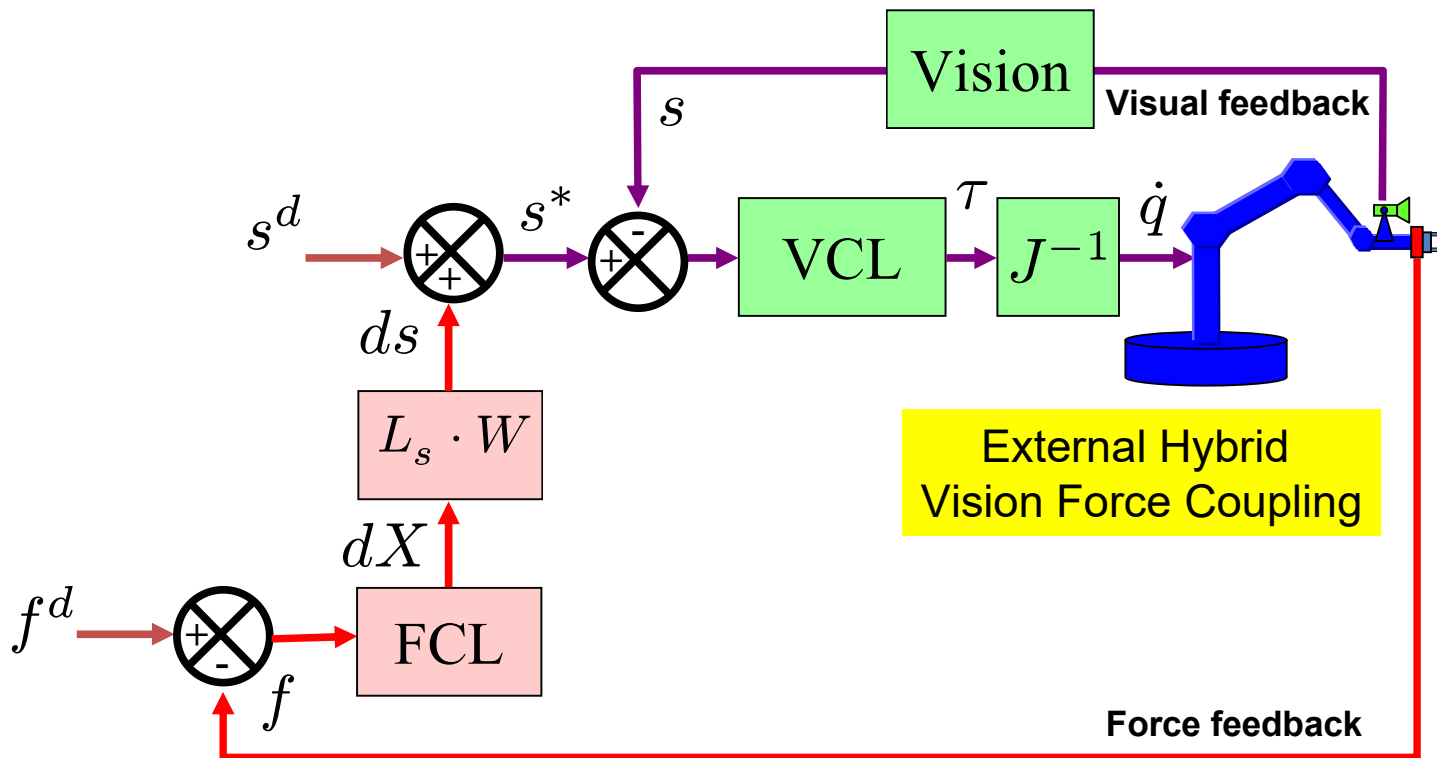 Vision
Visual feedback
s
s^d
+
+
s^*
-
+
VCL
τ
J^{-1}
q̇
ds
L_s · W
External Hybrid
Vision Force Coupling
dX
f^d
+
-
f
FCL
Force feedback